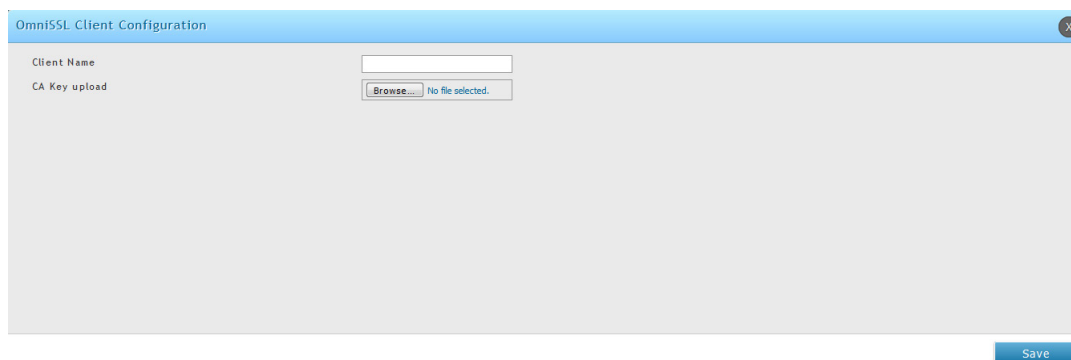 OmniSSL Client Configuration
X
Client Name
CA Key upload
Browse... No file selected.
Save